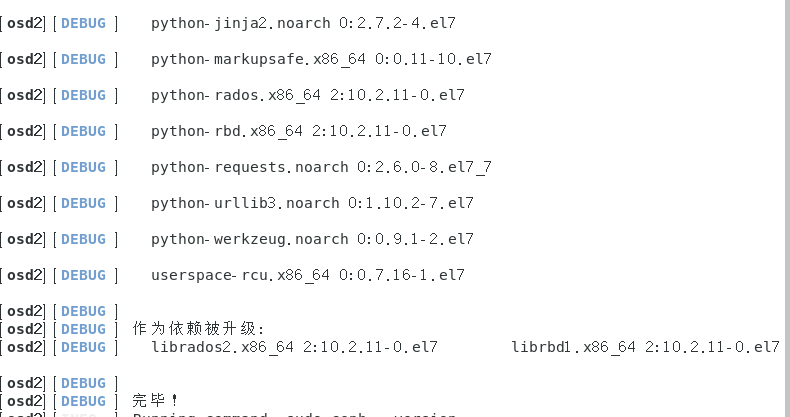 [osd2][DEBUG ]   python-jinja2.noarch 0:2.7.2-4.el7
[osd2][DEBUG ]   python-markupsafe.x86_64 0:0.11-10.el7
[osd2][DEBUG ]   python-rados.x86_64 2:10.2.11-0.el7
[osd2][DEBUG ]   python-rbd.x86_64 2:10.2.11-0.el7
[osd2][DEBUG ]   python-requests.noarch 0:2.6.0-8.el7_7
[osd2][DEBUG ]   python-urllib3.noarch 0:1.10.2-7.el7
[osd2][DEBUG ]   python-werkzeug.noarch 0:0.9.1-2.el7
[osd2][DEBUG ]   userspace-rcu.x86_64 0:0.7.16-1.el7
[osd2][DEBUG ]
[osd2][DEBUG ] 作为依赖被升级:
[osd2][DEBUG ]   librados2.x86_64 2:10.2.11-0.el7        librbd1.x86_64 2:10.2.11-0.el7
[osd2][DEBUG ]
[osd2][DEBUG ] 完毕！